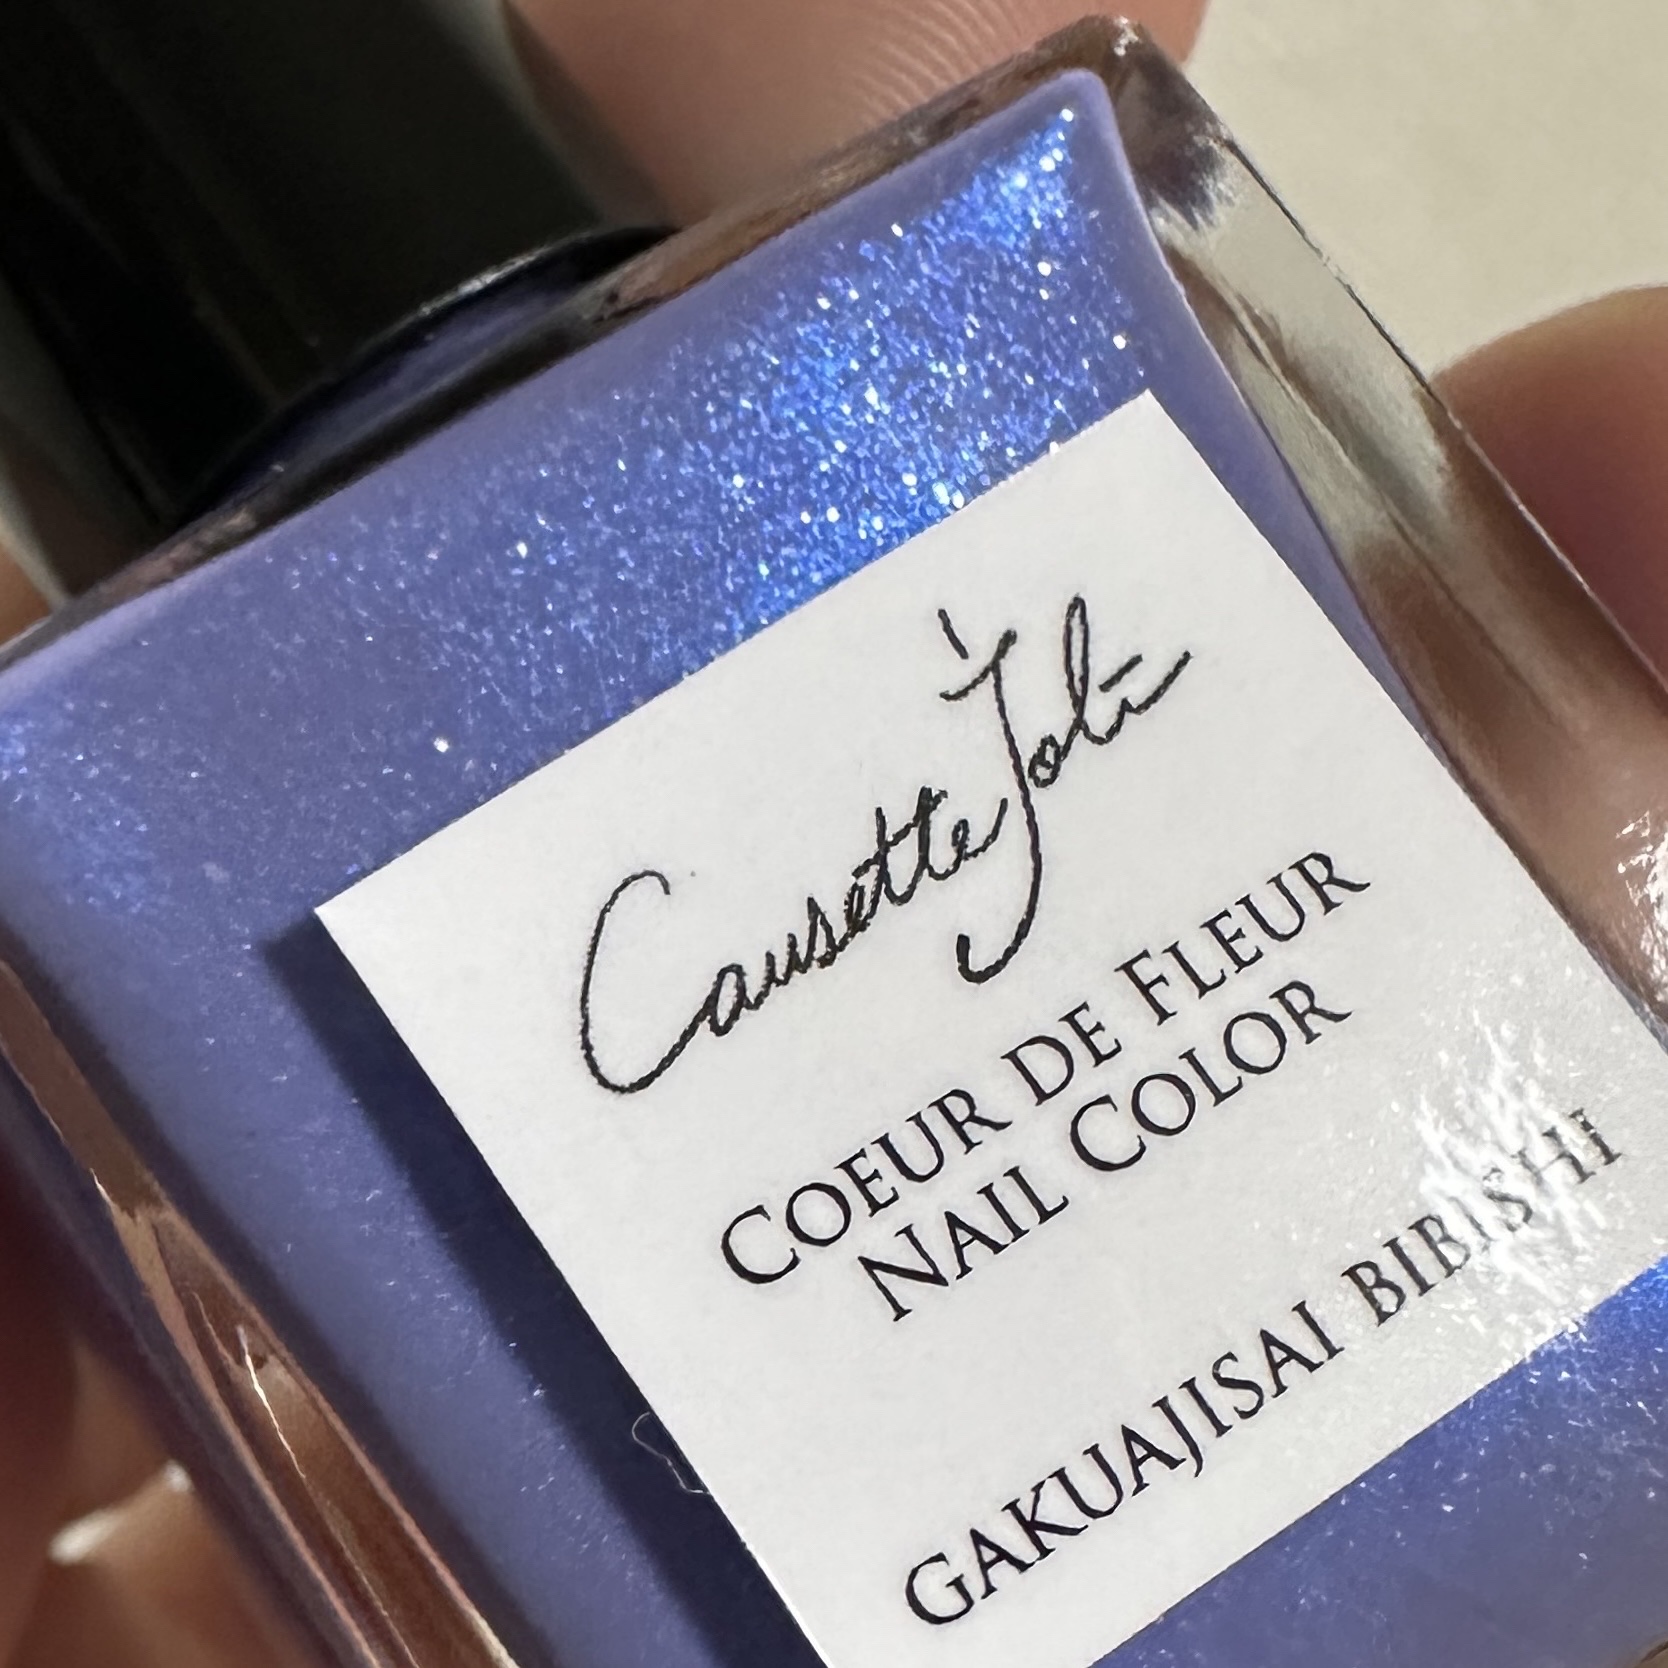 Causette Joli
COEUR DE FLEUR
NAIL COLOR
GAKUAJISAI BIBISHI